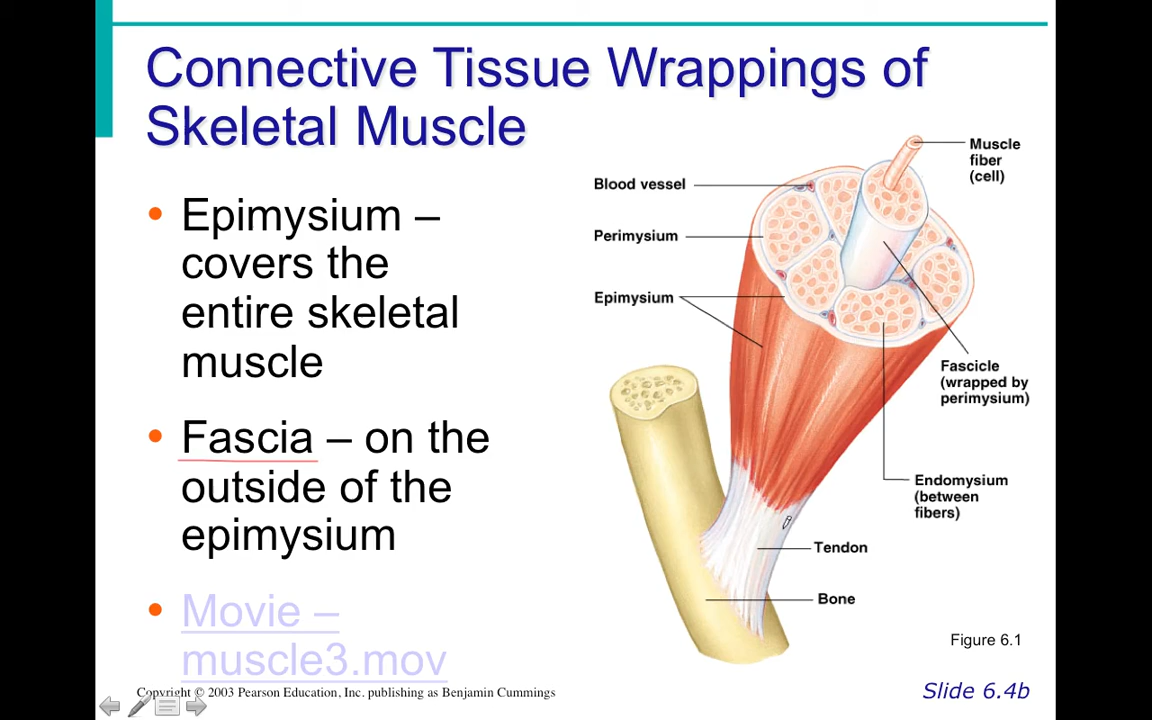 Connective Tissue Wrappings of
Skeletal Muscle
• Epimysium –
covers the
entire skeletal
muscle
• Fascia – on the
outside of the
epimysium
• Movie –
muscle3.mov
Blood vessel
Perimysium
Epimysium
Muscle
fiber
(cell)
Fascicle
(wrapped by
perimysium)
Endomysium
(between
fibers)
Tendon
Bone
Figure 6.1
Copyright © 2003 Pearson Education, Inc. publishing as Benjamin Cummings
Slide 6.4b